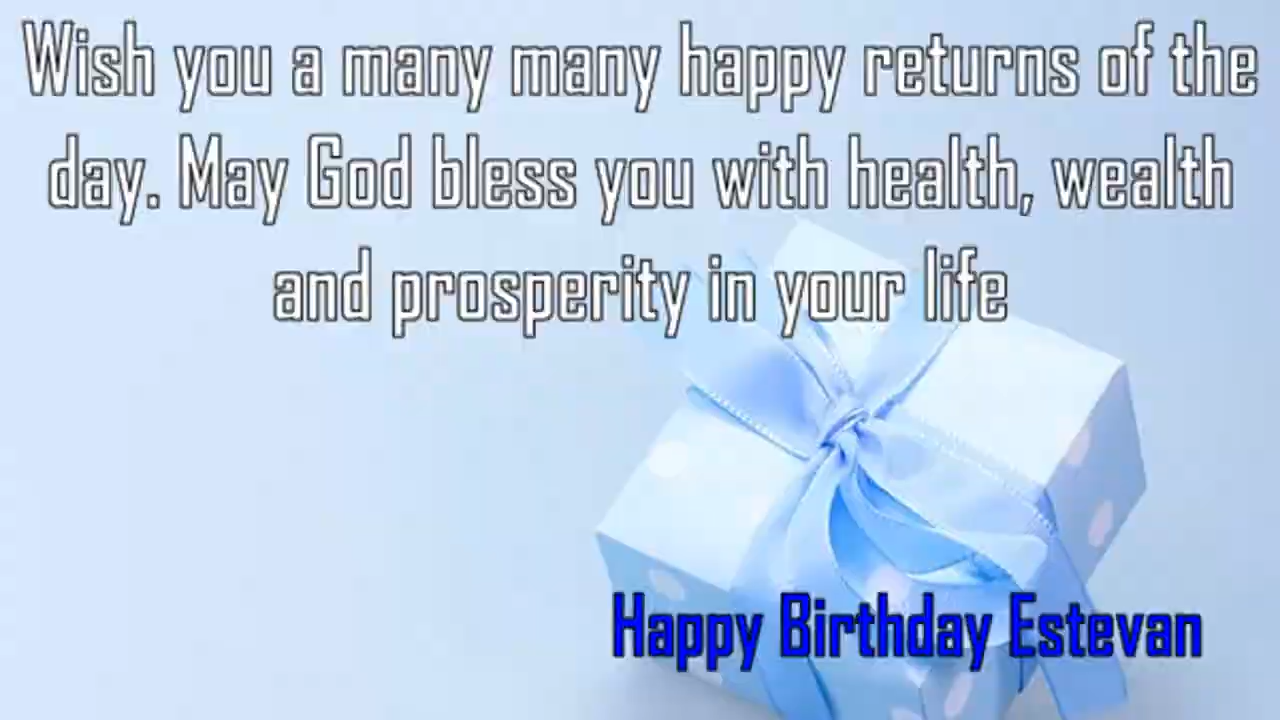 Wish you a many many happy returns of the
day. May God bless you with health, wealth
and prosperity in your life
Happy Birthday Estevan